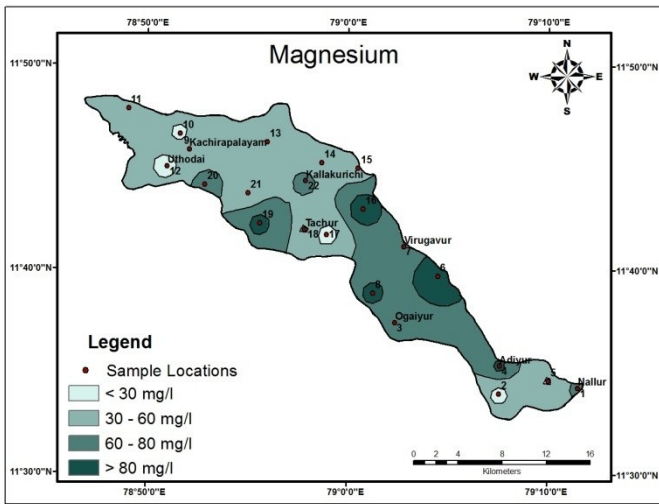 78°50'0"E 79°0'0"E 79°10'0"E
Magnesium
N
W E
S
11°50'0"N 11°50'0"N
11
10
9
Kachirapalayam
13
Uthodai
12
14
15
20
Kallakurichi
22
21
16
19
Tachur
18 17
Virugavur
7
6
11°40'0"N 11°40'0"N
8
Ogaiyur
3
Adiyur
4
5
Nallur
1
2
Legend
Sample Locations
< 30 mg/l
30 - 60 mg/l
60 - 80 mg/l
> 80 mg/l
0 2 4 8 12 16
Kilometers
11°30'0"N 11°30'0"N
78°50'0"E 79°0'0"E 79°10'0"E